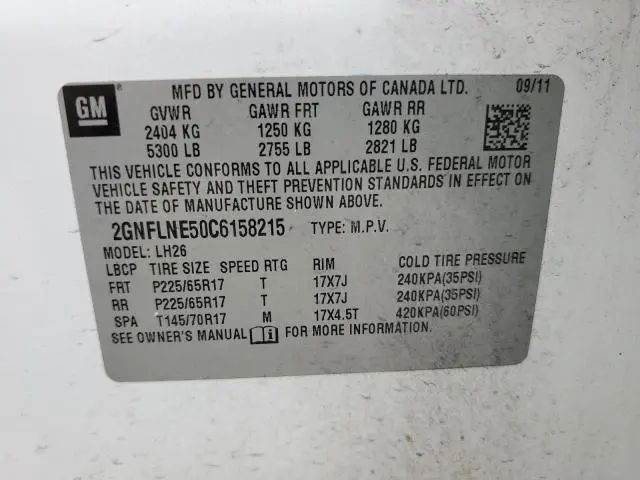 GM
MFD BY GENERAL MOTORS OF CANADA LTD. 09/11
GVWR GAWR FRT GAWR RR
2404 KG 1250 KG 1280 KG
5300 LB 2755 LB 2821 LB
THIS VEHICLE CONFORMS TO ALL APPLICABLE U.S. FEDERAL MOTOR
VEHICLE SAFETY AND THEFT PREVENTION STANDARDS IN EFFECT ON
THE DATE OF MANUFACTURE SHOWN ABOVE.
2GNFLNE50C6158215 TYPE: M.P.V.
MODEL: LH26
LBCP TIRE SIZE SPEED RTG RIM COLD TIRE PRESSURE
FRT P225/65R17 T 17X7J 240KPA(35PSI)
RR P225/65R17 T 17X7J 240KPA(35PSI)
SPA T145/70R17 M 17X4.5T 420KPA(60PSI)
SEE OWNER'S MANUAL FOR MORE INFORMATION.